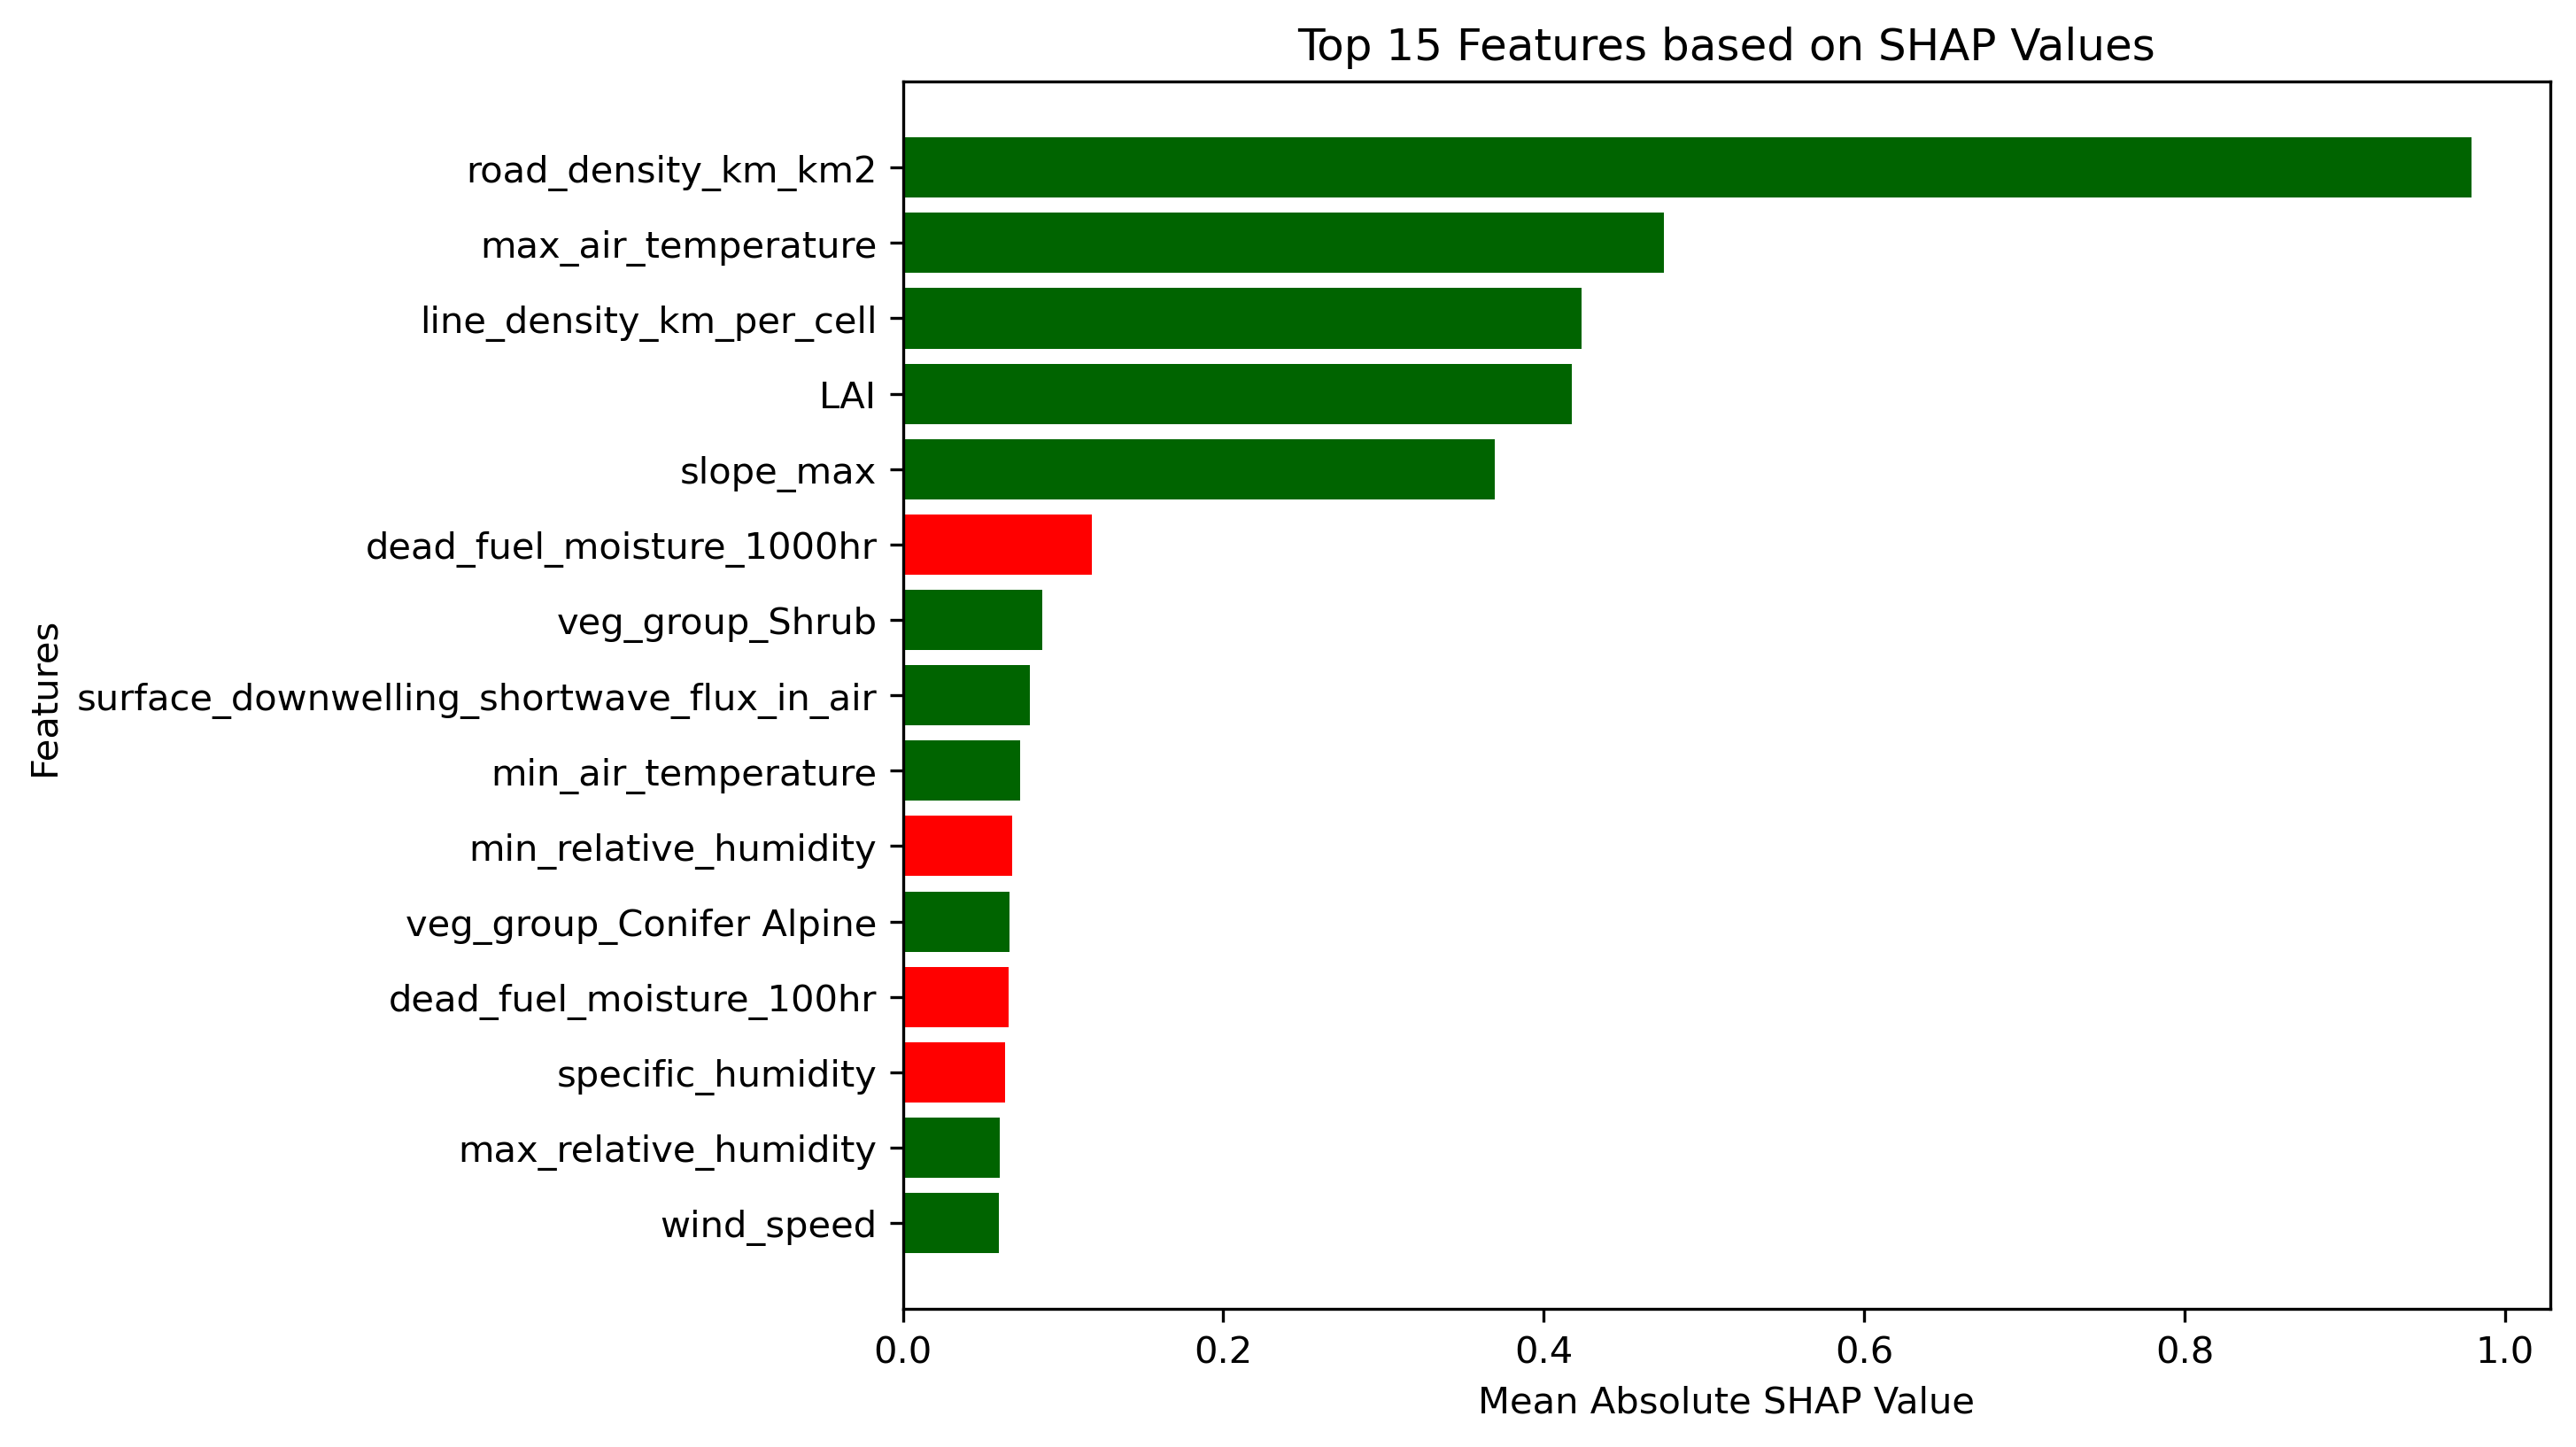 Top 15 Features based on SHAP Values
Features
road_density_km_km2
max_air_temperature
line_density_km_per_cell
LAI
slope_max
dead_fuel_moisture_1000hr
veg_group_Shrub
surface_downwelling_shortwave_flux_in_air
min_air_temperature
min_relative_humidity
veg_group_Conifer Alpine
dead_fuel_moisture_100hr
specific_humidity
max_relative_humidity
wind_speed
0.0 0.2 0.4 0.6 0.8 1.0
Mean Absolute SHAP Value